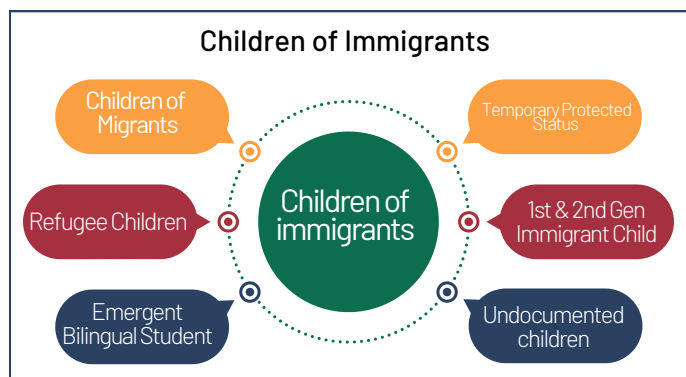 Children of Immigrants
Children of
Migrants
Temporary Protected
Status
Refugee Children
Children of
immigrants
1st & 2nd Gen
Immigrant Child
Emergent
Bilingual Student
Undocumented
children